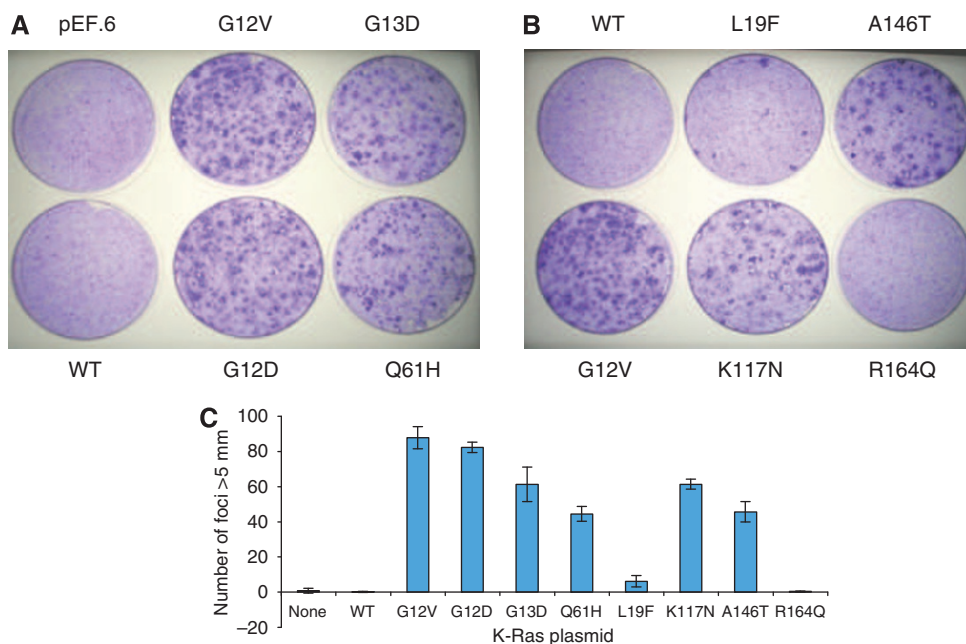 A pEF.6 G12V G13D
WT G12D Q61H
B WT L19F A146T
G12V K117N R164Q
C
Number of foci >5 mm
100
80
60
40
20
0
–20
None WT G12V G12D G13D Q61H L19F K117N A146T R164Q
K-Ras plasmid